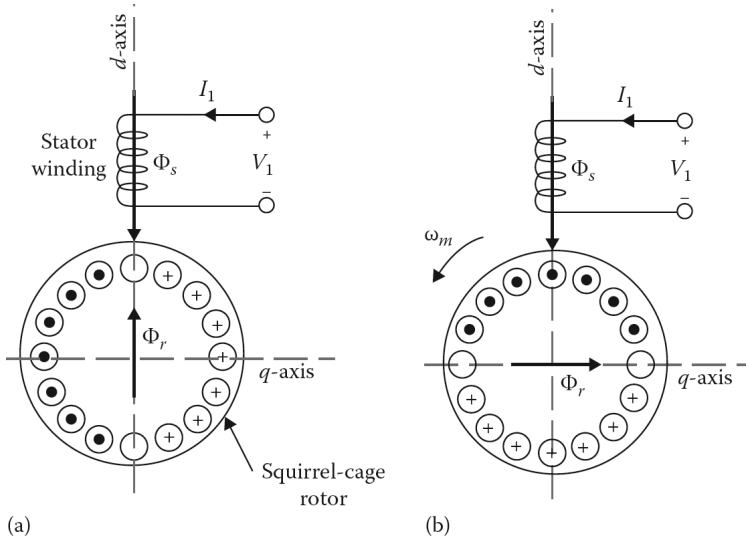 d-axis
I1
Stator
winding
Φs
+
V1
−
Φr
q-axis
Squirrel-cage
rotor
(a)
d-axis
I1
Φs
+
V1
−
ωm
Φr
q-axis
(b)